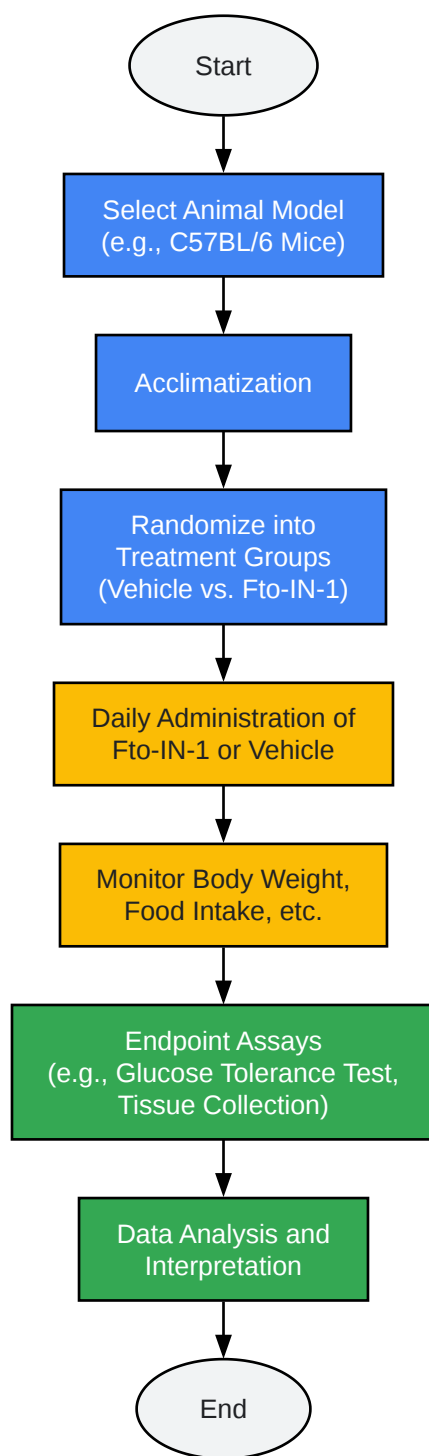 Start
Select Animal Model
(e.g., C57BL/6 Mice)
Acclimatization
Randomize into
Treatment Groups
(Vehicle vs. Fto-IN-1)
Daily Administration of
Fto-IN-1 or Vehicle
Monitor Body Weight,
Food Intake, etc.
Endpoint Assays
(e.g., Glucose Tolerance Test,
Tissue Collection)
Data Analysis and
Interpretation
End